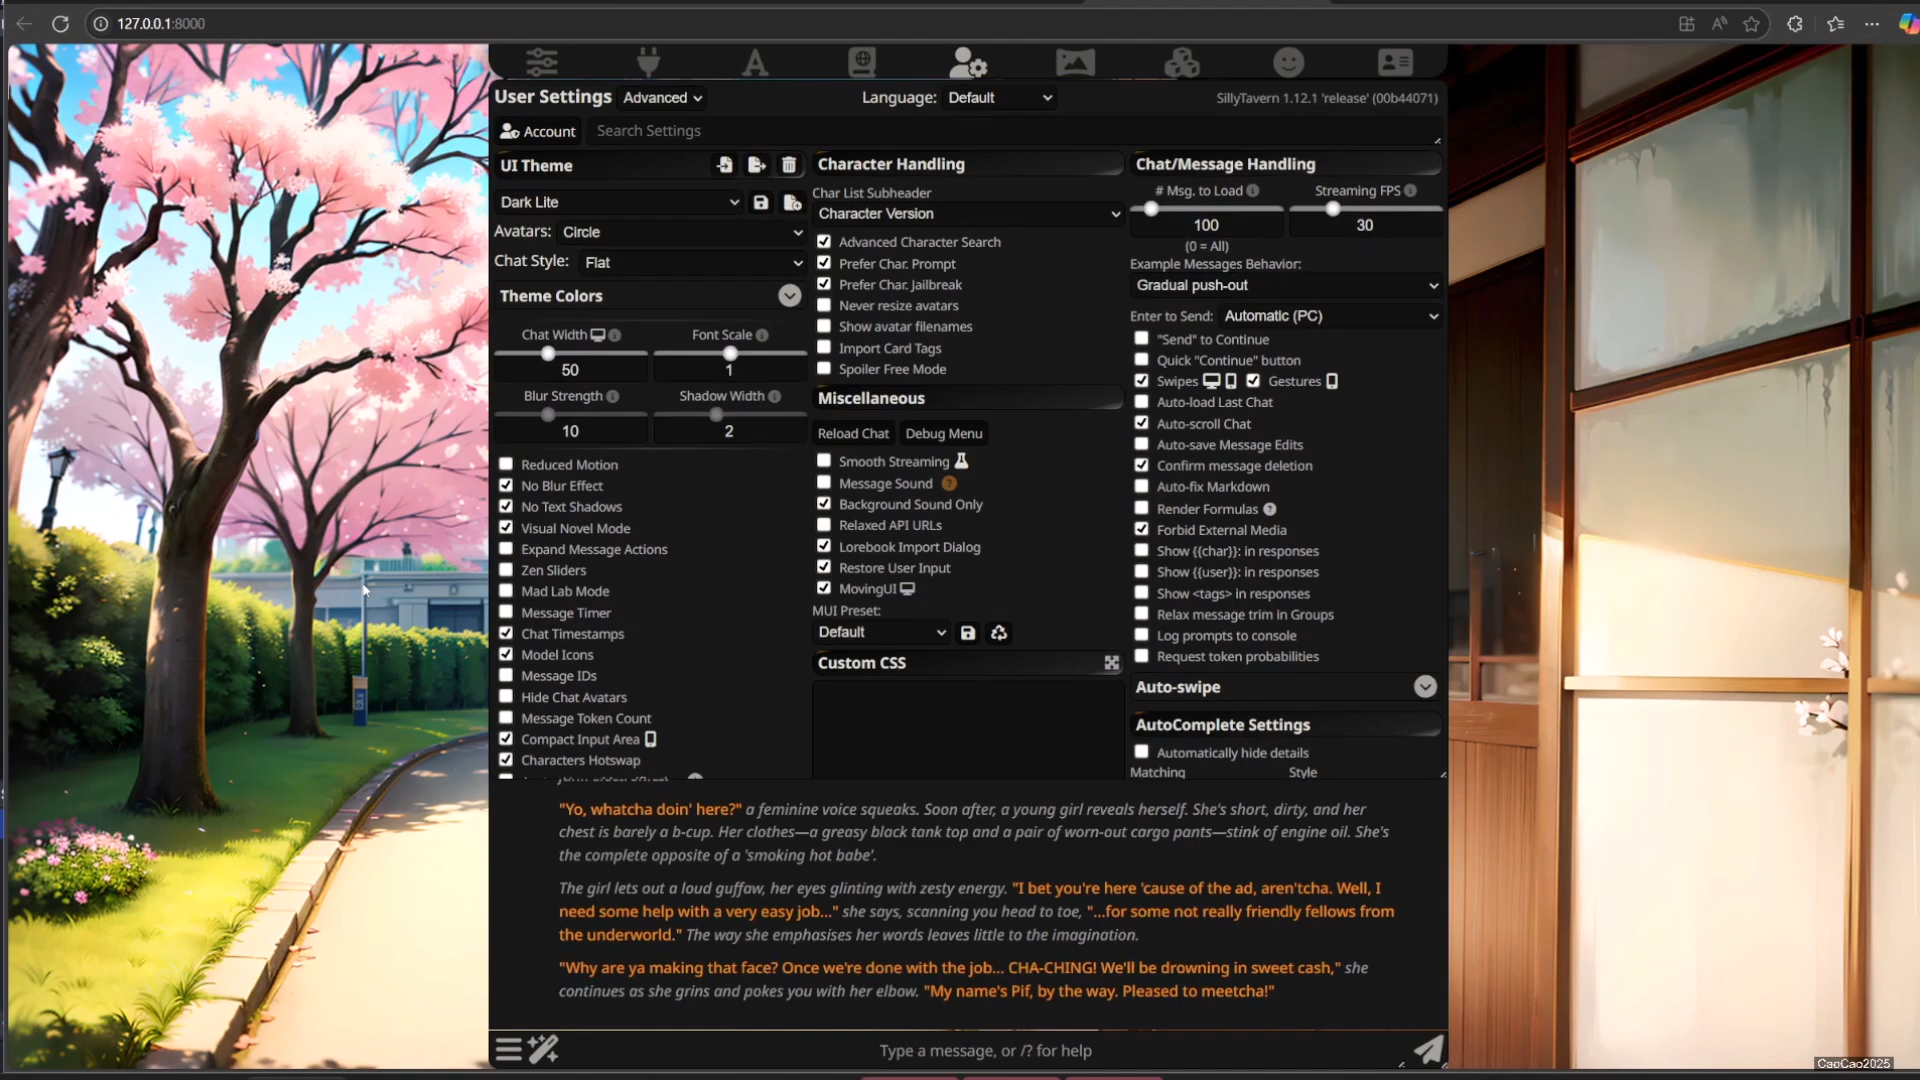 127.0.0.1:8000
User Settings Advanced Language: Default SillyTavern 1.12.1 'release' (00b44071)
Account Search Settings
UI Theme
Dark Lite
Avatars: Circle
Chat Style: Flat
Theme Colors
Chat Width Font Scale
50 1
Blur Strength Shadow Width
10 2
Reduced Motion
No Blur Effect
No Text Shadows
Visual Novel Mode
Expand Message Actions
Zen Sliders
Mad Lab Mode
Message Timer
Chat Timestamps
Model Icons
Message IDs
Hide Chat Avatars
Message Token Count
Compact Input Area
Characters Hotswap
Character Handling
Char List Subheader
Character Version
Advanced Character Search
Prefer Char. Prompt
Prefer Char. Jailbreak
Never resize avatars
Show avatar filenames
Import Card Tags
Spoiler Free Mode
Miscellaneous
Reload Chat Debug Menu
Smooth Streaming
Message Sound
Background Sound Only
Relaxed API URLs
Lorebook Import Dialog
Restore User Input
MovingUI
MUI Preset:
Default
Custom CSS
Chat/Message Handling
# Msg. to Load Streaming FPS
100 30
(0 = All)
Example Messages Behavior:
Gradual push-out
Enter to Send: Automatic (PC)
"Send" to Continue
Quick "Continue" button
Swipes Gestures
Auto-load Last Chat
Auto-scroll Chat
Auto-save Message Edits
Confirm message deletion
Auto-fix Markdown
Render Formulas
Forbid External Media
Show {{char}}: in responses
Show {{user}}: in responses
Show <tags> in responses
Relax message trim in Groups
Log prompts to console
Request token probabilities
Auto-swipe
AutoComplete Settings
Automatically hide details
Matching Style
"Yo, whatcha doin' here?" a feminine voice squeaks. Soon after, a young girl reveals herself. She's short, dirty, and her
chest is barely a b-cup. Her clothes—a greasy black tank top and a pair of worn-out cargo pants—stink of engine oil. She's
the complete opposite of a 'smoking hot babe'.
The girl lets out a loud guffaw, her eyes glinting with zesty energy. "I bet you're here 'cause of the ad, aren'tcha. Well, I
need some help with a very easy job..." she says, scanning you head to toe, "...for some not really friendly fellows from
the underworld." The way she emphasises her words leaves little to the imagination.
"Why are ya making that face? Once we're done with the job... CHA-CHING! We'll be drowning in sweet cash," she
continues as she grins and pokes you with her elbow. "My name's Pif, by the way. Pleased to meetcha!"
Type a message, or /? for help
CaoCao2025